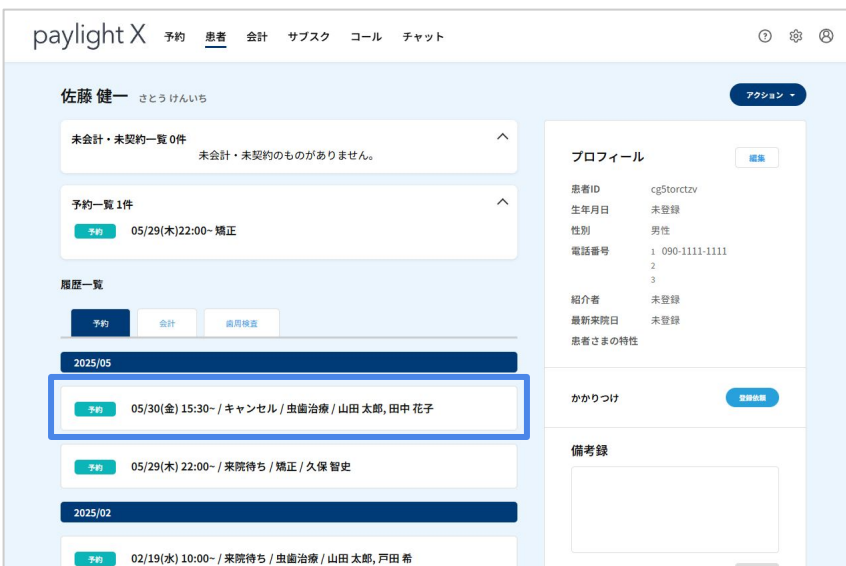 paylight X 予約 患者 会計 サブスク コール チャット
佐藤 健一 さとう けんいち
アクション
未会計・未契約一覧 0件
未会計・未契約のものがありません。
予約一覧 1件
予約 05/29(木)22:00~ 矯正
履歴一覧
予約 会計 歯周検査
2025/05
予約 05/30(金) 15:30~ / キャンセル / 虫歯治療 / 山田 太郎, 田中 花子
予約 05/29(木) 22:00~ / 来院待ち / 矯正 / 久保 智史
2025/02
予約 02/19(水) 10:00~ / 来院待ち / 虫歯治療 / 山田 太郎, 戸田 希
プロフィール 編集
患者ID cg5torctzv
生年月日 未登録
性別 男性
電話番号 1 090-1111-1111
2
3
紹介者 未登録
最新来院日 未登録
患者さまの特性
かかりつけ 登録依頼
備考録